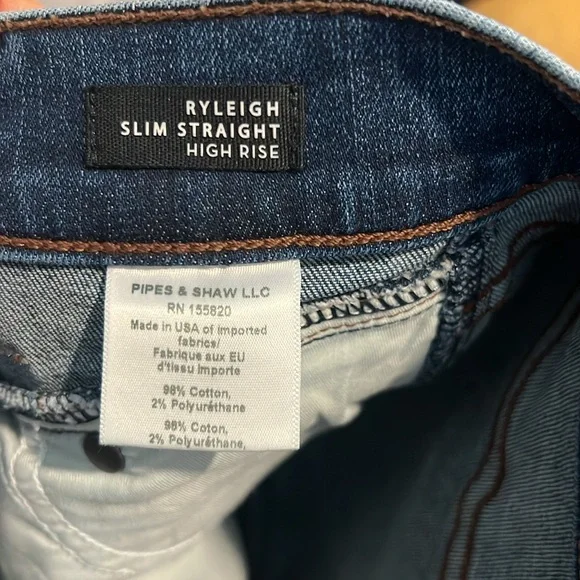 RYLEIGH
SLIM STRAIGHT
HIGH RISE
PIPES & SHAW LLC
RN 155820
Made in USA of imported
fabrics/
Fabrique aux EU
d'tissu importe
98% Cotton,
2% Polyuréthane
98% Coton,
2% Polyuréthane